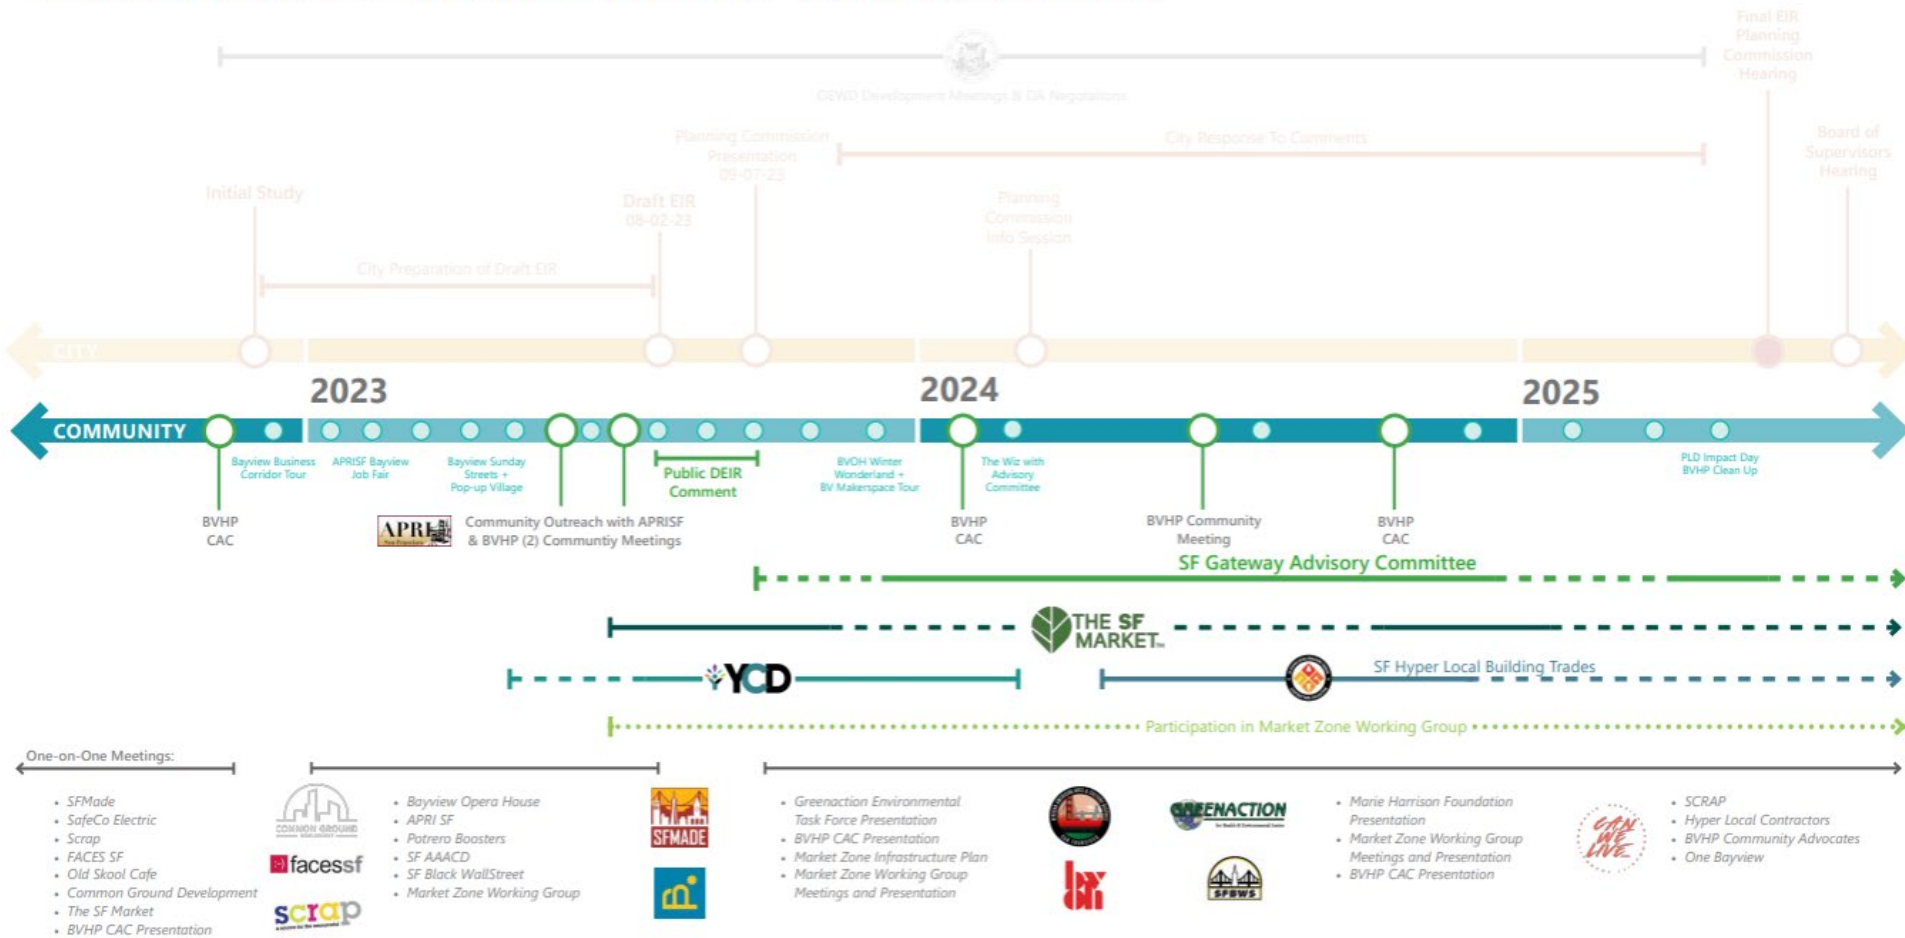 Final EIR
Planning
Commission
Hearing
OEWD Development Meetings & DA Negotiations
Planning Commission
Presentation
09-07-23
City Response To Comments
Board of
Supervisors
Hearing
Initial Study
Draft EIR
08-02-23
Planning
Commission
Info Session
City Preparation of Draft EIR
CITY
2023
2024
2025
COMMUNITY
Bayview Business
Corridor Tour
APRISF Bayview
Job Fair
Bayview Sunday
Streets +
Pop-up Village
Public DEIR
Comment
BVOH Winter
Wonderland +
BV Makerspace Tour
The Wiz with
Advisory
Committee
PLD Impact Day
BVHP Clean Up
BVHP
CAC
APRI
San Francisco
Community Outreach with APRISF
& BVHP (2) Communtiy Meetings
BVHP
CAC
BVHP Community
Meeting
BVHP
CAC
SF Gateway Advisory Committee
THE SF
MARKET
YCD
SF Hyper Local Building Trades
Participation in Market Zone Working Group
One-on-One Meetings:
• SFMade
• SafeCo Electric
• Scrap
• FACES SF
• Old Skool Cafe
• Common Ground Development
• The SF Market
• BVHP CAC Presentation
COMMON GROUND
facessf
scrap
• Bayview Opera House
• APRI SF
• Potrero Boosters
• SF AAACD
• SF Black WallStreet
• Market Zone Working Group
SFMADE
• Greenaction Environmental
Task Force Presentation
• BVHP CAC Presentation
• Market Zone Infrastructure Plan
• Market Zone Working Group
Meetings and Presentation
bv
oh
GREENACTION
for Health & Environmental Justice
SFBWS
• Marie Harrison Foundation
Presentation
• Market Zone Working Group
Meetings and Presentation
• BVHP CAC Presentation
CAN
WE
LIVE
• SCRAP
• Hyper Local Contractors
• BVHP Community Advocates
• One Bayview